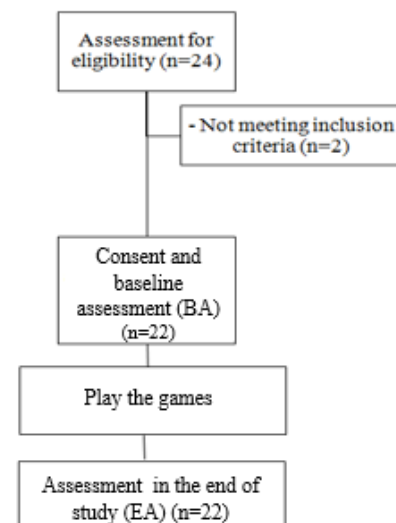 Assessment for
eligibility (n=24)
- Not meeting inclusion
criteria (n=2)
Consent and
baseline
assessment (BA)
(n=22)
Play the games
Assessment in the end of
study (EA) (n=22)